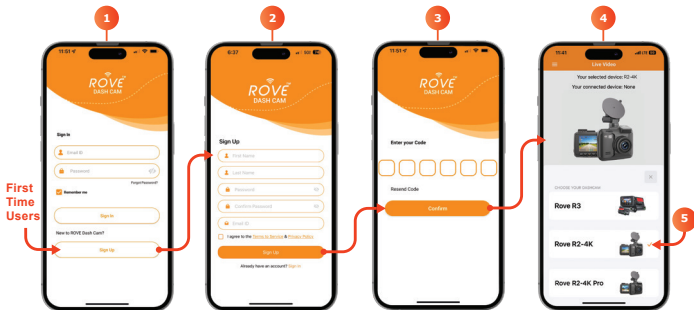 1
2
3
4
First
Time
Users
11:51
ROVE
DASH CAM
Sign In
Email ID
Password
Forgot Password?
Remember me
Sign In
New to ROVE Dash Cam?
Sign Up
6:37
ROVE
DASH CAM
Sign Up
First Name
Last Name
Password
Confirm Password
Email ID
I agree to the Terms to Service & Privacy Policy
Sign Up
Already have an account? Sign In
11:51
ROVE
DASH CAM
Enter your Code
Resend Code
Confirm
11:51
Live Video
Your selected device: R2-4K
Your connected device: None
CHOOSE YOUR DASHCAM
Rove R3
Rove R2-4K
5
Rove R2-4K Pro